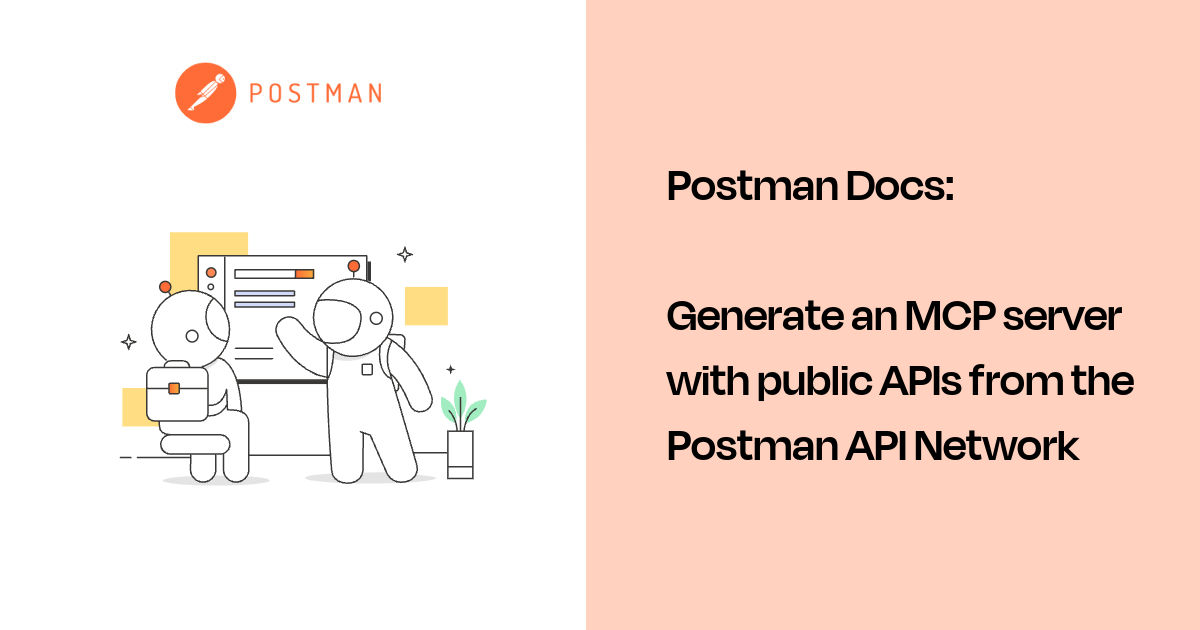 POSTMAN
Postman Docs:
Generate an MCP server
with public APIs from the
Postman API Network